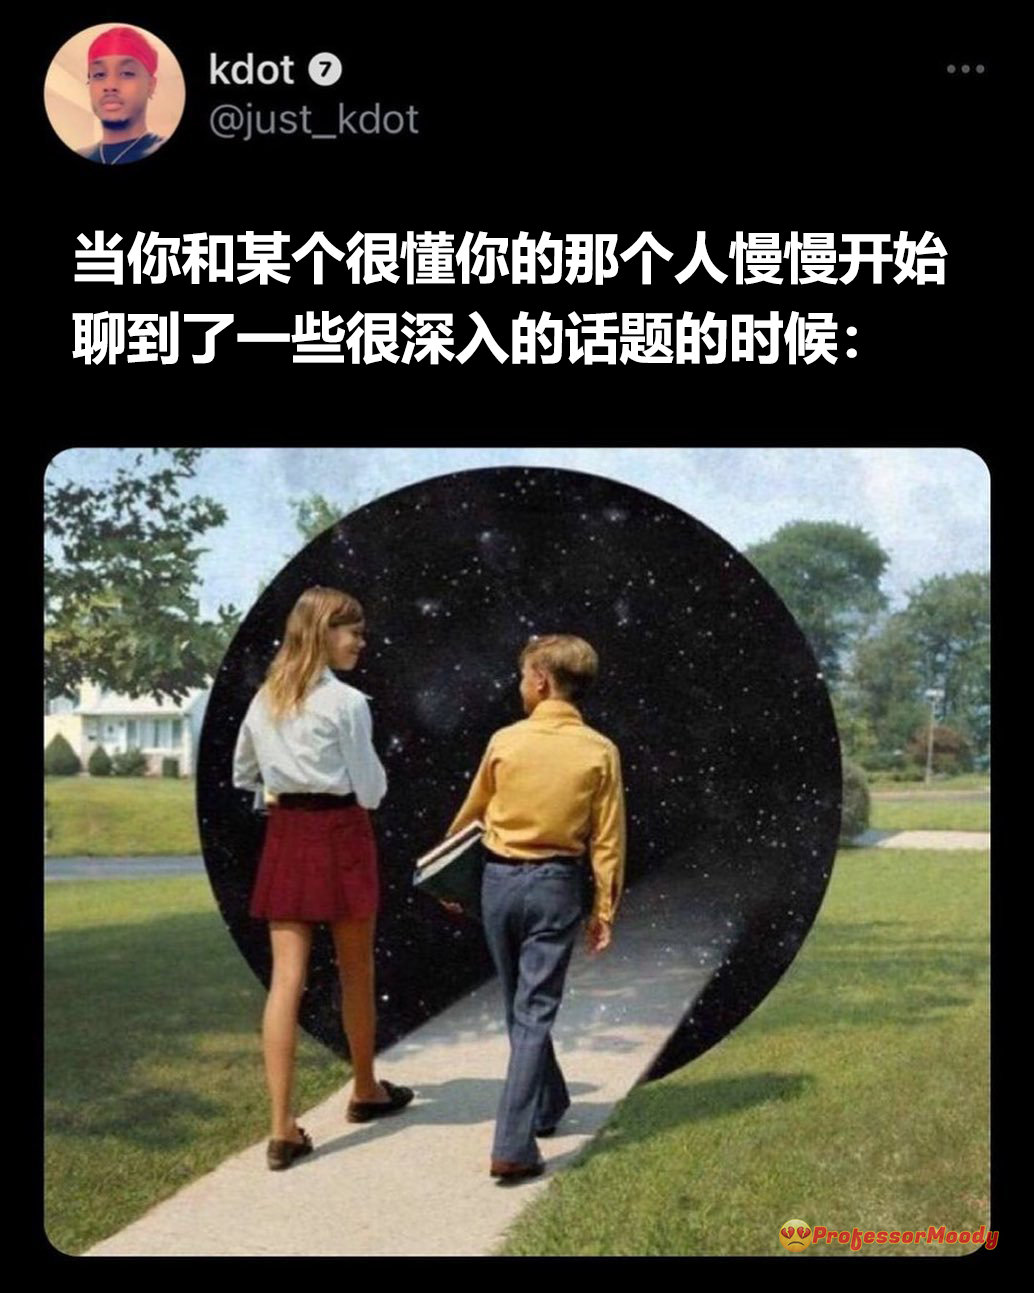 kdot 7
@just_kdot
当你和某个很懂你的那个人慢慢开始
聊到了一些很深入的话题的时候：
ProfessorMoody